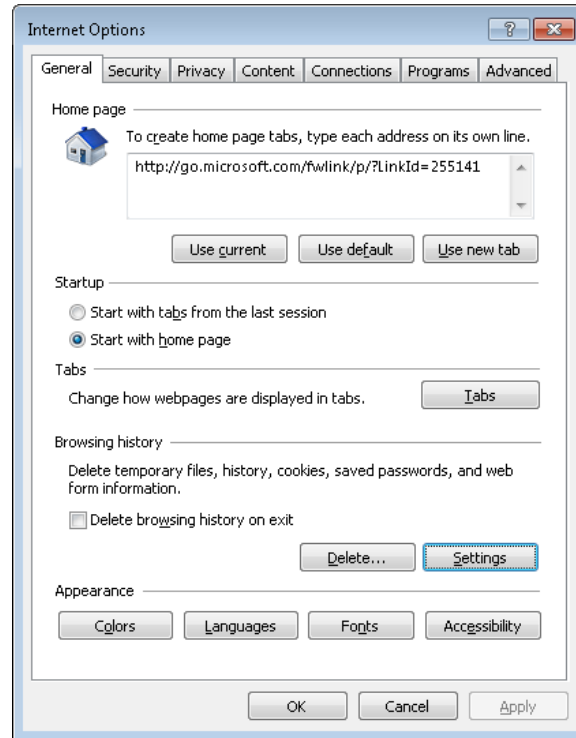 Internet Options
General Security Privacy Content Connections Programs Advanced
Home page
To create home page tabs, type each address on its own line.
http://go.microsoft.com/fwlink/p/?LinkId=255141
Use current Use default Use new tab
Startup
Start with tabs from the last session
Start with home page
Tabs
Change how webpages are displayed in tabs. Tabs
Browsing history
Delete temporary files, history, cookies, saved passwords, and web
form information.
Delete browsing history on exit
Delete... Settings
Appearance
Colors Languages Fonts Accessibility
OK Cancel Apply